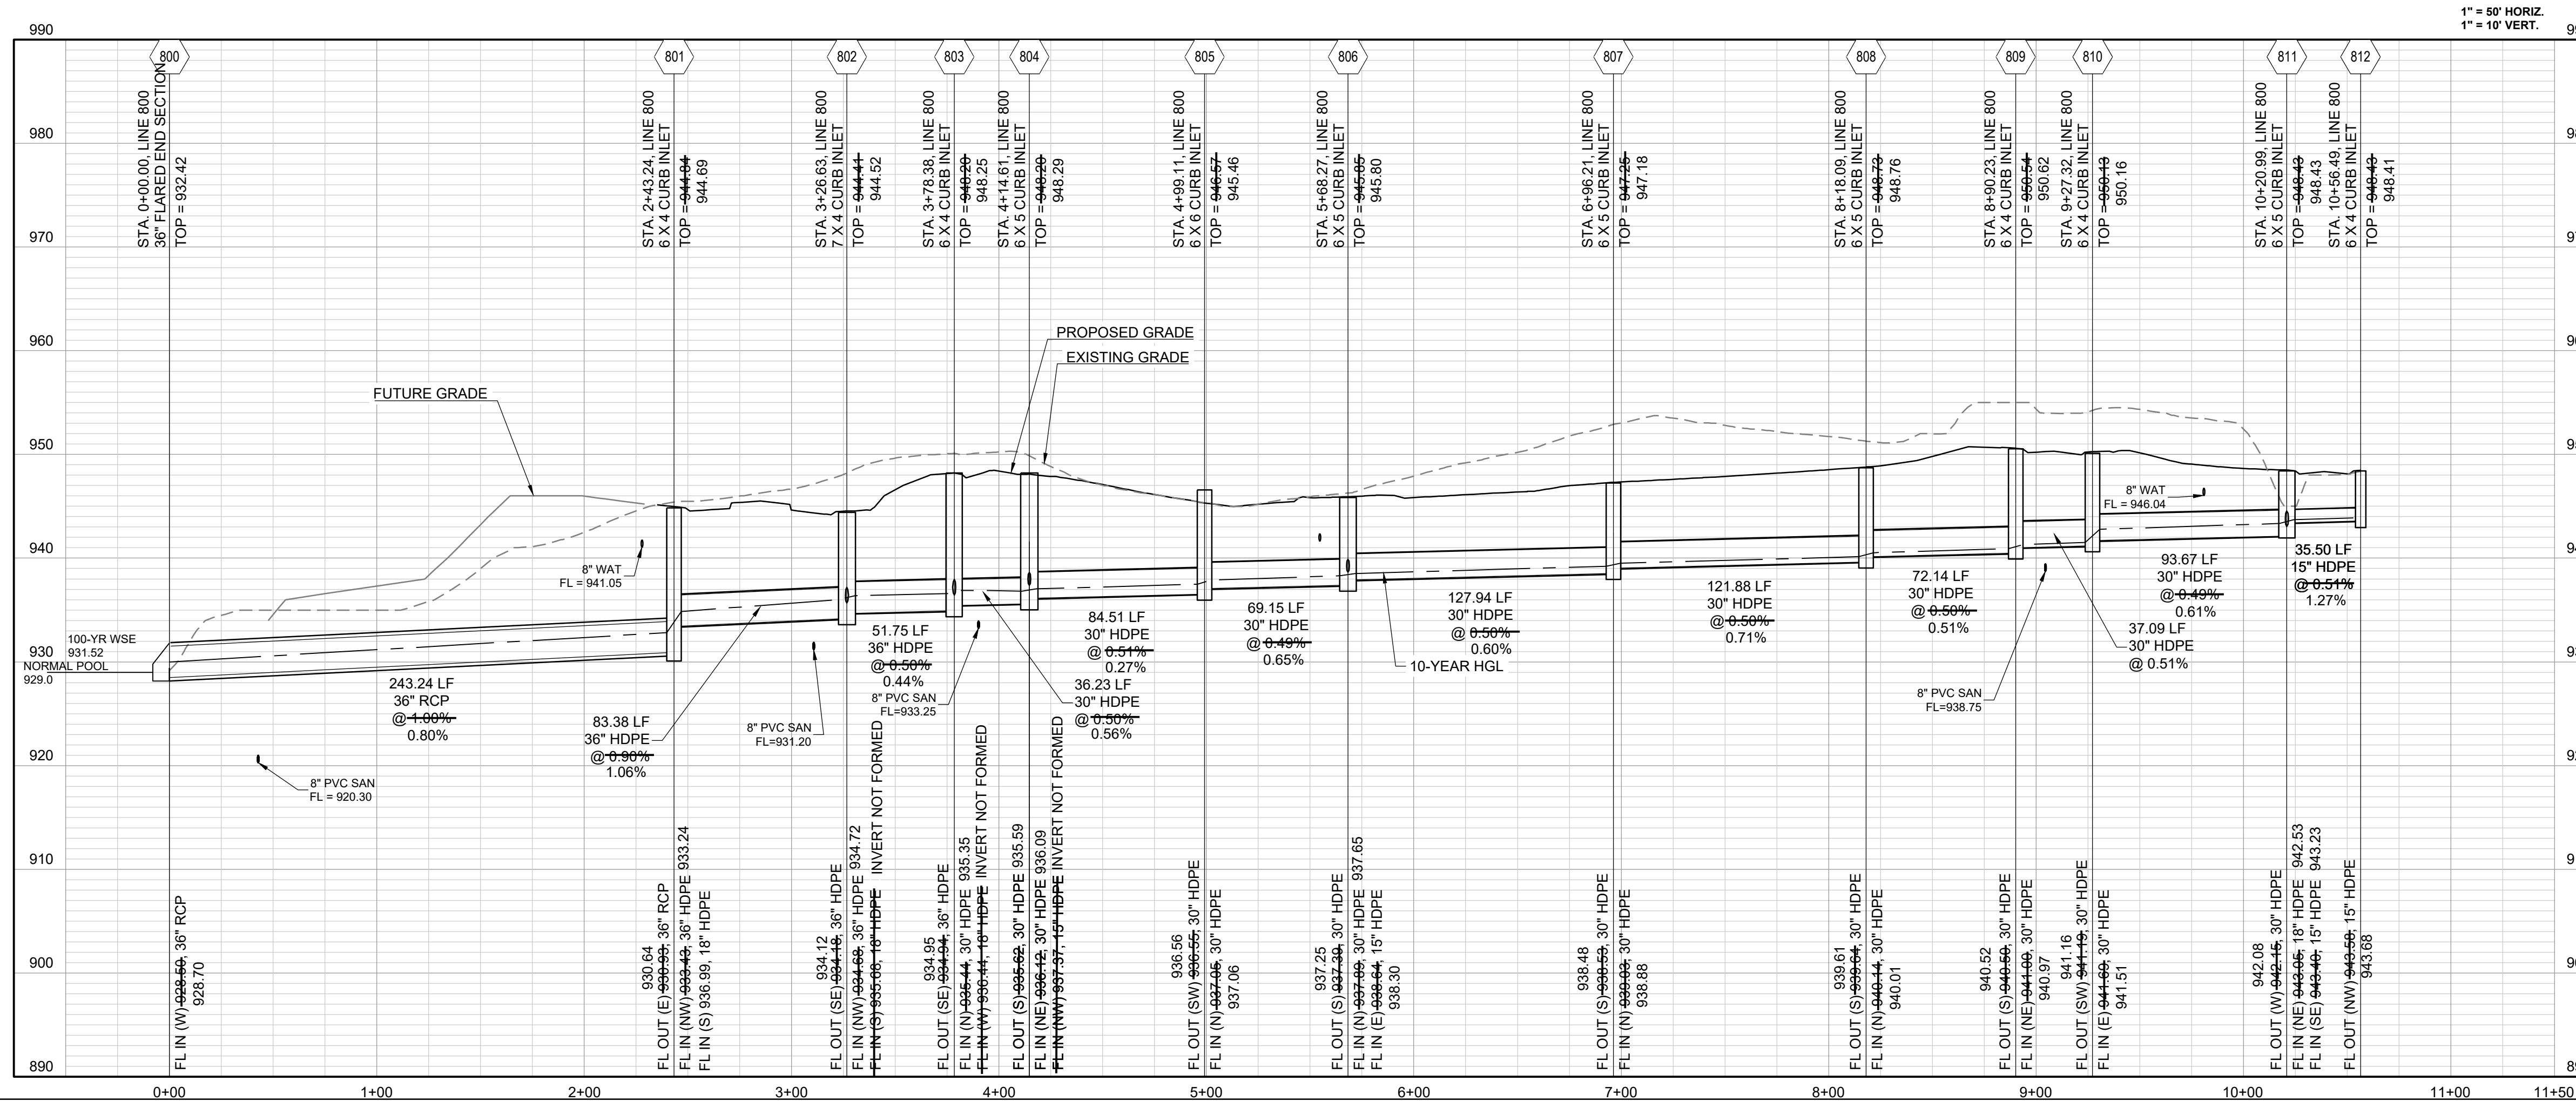 1" = 50' HORIZ.
1" = 10' VERT.
990
980
970
960
950
940
930
920
910
900
890
800
801
802
803
804
805
806
807
808
809
810
811
812
STA. 0+00.00, LINE 800
36" FLARED END SECTION
TOP = 932.42
STA. 2+43.24, LINE 800
6 X 4 CURB INLET
TOP = 944.84
944.69
STA. 3+26.63, LINE 800
7 X 4 CURB INLET
TOP = 944.41
944.52
STA. 3+78.38, LINE 800
6 X 4 CURB INLET
TOP = 948.20
948.25
STA. 4+14.61, LINE 800
6 X 5 CURB INLET
TOP = 948.20
948.29
STA. 4+99.11, LINE 800
6 X 6 CURB INLET
TOP = 946.57
945.46
STA. 5+68.27, LINE 800
6 X 5 CURB INLET
TOP = 945.85
945.80
STA. 6+96.21, LINE 800
6 X 5 CURB INLET
TOP = 947.25
947.18
STA. 8+18.09, LINE 800
6 X 5 CURB INLET
TOP = 948.73
948.76
STA. 8+90.23, LINE 800
6 X 4 CURB INLET
TOP = 950.54
950.62
STA. 9+27.32, LINE 800
6 X 4 CURB INLET
TOP = 950.13
950.16
STA. 10+20.99, LINE 800
6 X 5 CURB INLET
TOP = 948.43
948.43
STA. 10+56.49, LINE 800
6 X 4 CURB INLET
TOP = 948.43
948.41
PROPOSED GRADE
EXISTING GRADE
FUTURE GRADE
8" WAT
FL = 941.05
8" WAT
FL = 946.04
100-YR WSE
931.52
NORMAL POOL
929.0
243.24 LF
36" RCP
@ 1.00%
0.80%
83.38 LF
36" HDPE
@ 0.90%
1.06%
51.75 LF
36" HDPE
@ 0.50%
0.44%
36.23 LF
30" HDPE
@ 0.50%
0.56%
84.51 LF
30" HDPE
@ 0.51%
0.27%
69.15 LF
30" HDPE
@ 0.49%
0.65%
127.94 LF
30" HDPE
@ 0.50%
0.60%
10-YEAR HGL
121.88 LF
30" HDPE
@ 0.50%
0.71%
72.14 LF
30" HDPE
@ 0.50%
0.51%
37.09 LF
30" HDPE
@ 0.51%
93.67 LF
30" HDPE
@ 0.49%
0.61%
35.50 LF
15" HDPE
@ 0.51%
1.27%
8" PVC SAN
FL = 920.30
8" PVC SAN
FL=931.20
8" PVC SAN
FL=933.25
8" PVC SAN
FL=938.75
FL IN (W) 928.50, 36" RCP
928.70
930.64
FL OUT (E) 930.93, 36" RCP
FL IN (NW) 933.43, 36" HDPE 933.24
FL IN (S) 936.99, 18" HDPE
934.12
FL OUT (SE) 934.18, 36" HDPE
FL IN (NW) 934.68, 36" HDPE 934.72
FL IN (S) 935.68, 18" HDPE INVERT NOT FORMED
934.95
FL OUT (SE) 934.94, 36" HDPE
FL IN (N) 935.44, 30" HDPE 935.35
FL IN (W) 936.44, 18" HDPE INVERT NOT FORMED
FL OUT (S) 935.62, 30" HDPE 935.59
FL IN (NE) 936.12, 30" HDPE 936.09
FL IN (NW) 937.37, 15" HDPE INVERT NOT FORMED
936.56
FL OUT (SW) 936.55, 30" HDPE
FL IN (N) 937.05, 30" HDPE
937.06
937.25
FL OUT (S) 937.39, 30" HDPE
FL IN (N) 937.89, 30" HDPE 937.65
FL IN (E) 938.64, 15" HDPE
938.30
938.48
FL OUT (S) 938.53, 30" HDPE
FL IN (N) 939.03, 30" HDPE
938.88
939.61
FL OUT (S) 939.64, 30" HDPE
FL IN (N) 940.14, 30" HDPE
940.01
940.52
FL OUT (S) 940.50, 30" HDPE
FL IN (NE) 941.00, 30" HDPE
940.97
941.16
FL OUT (SW) 941.19, 30" HDPE
FL IN (E) 941.69, 30" HDPE
941.51
942.08
FL OUT (W) 942.15, 30" HDPE
FL IN (NE) 943.05, 18" HDPE 942.53
FL IN (SE) 943.40, 15" HDPE 943.23
FL OUT (NW) 943.58, 15" HDPE
943.68
0+00
1+00
2+00
3+00
4+00
5+00
6+00
7+00
8+00
9+00
10+00
11+00
11+50